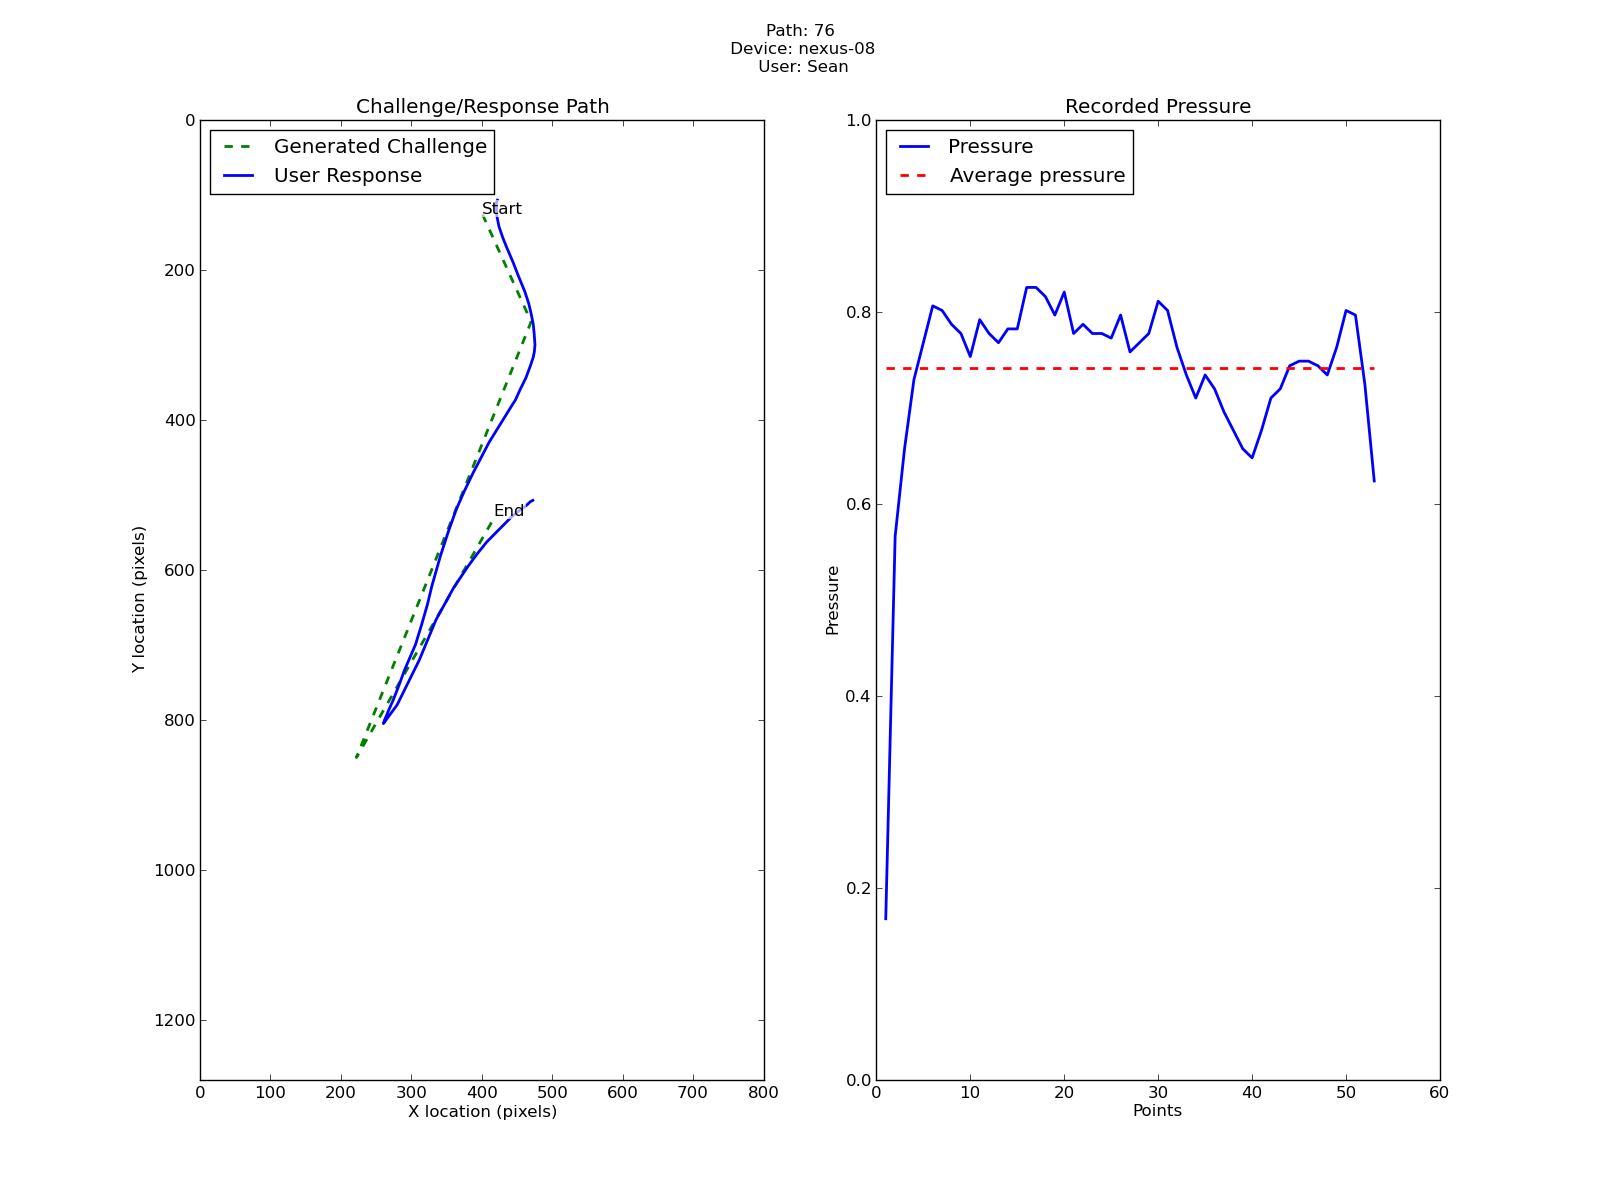 Path: 76
Device: nexus-08
User: Sean
Challenge/Response Path
Generated Challenge
User Response
Start
End
0
200
400
600
800
1000
1200
Y location (pixels)
0 100 200 300 400 500 600 700 800
X location (pixels)
Recorded Pressure
Pressure
Average pressure
1.0
0.8
0.6
0.4
0.2
0.0
Pressure
0 10 20 30 40 50 60
Points